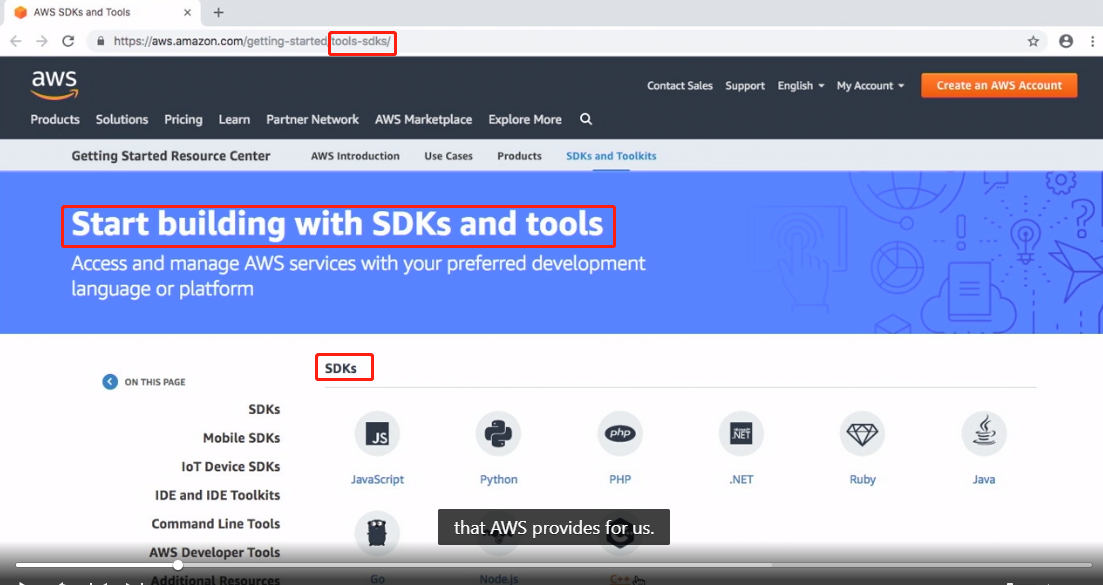 AWS SDKs and Tools
https://aws.amazon.com/getting-started/tools-sdks/
aws
Contact Sales Support English My Account Create an AWS Account
Products Solutions Pricing Learn Partner Network AWS Marketplace Explore More
Getting Started Resource Center AWS Introduction Use Cases Products SDKs and Toolkits
Start building with SDKs and tools
Access and manage AWS services with your preferred development
language or platform
SDKs
ON THIS PAGE
SDKs
Mobile SDKs
IoT Device SDKs
IDE and IDE Toolkits
Command Line Tools
AWS Developer Tools
Additional Resources
JS
php
.NET
JavaScript Python PHP .NET Ruby Java
Go Node.js C++
that AWS provides for us.